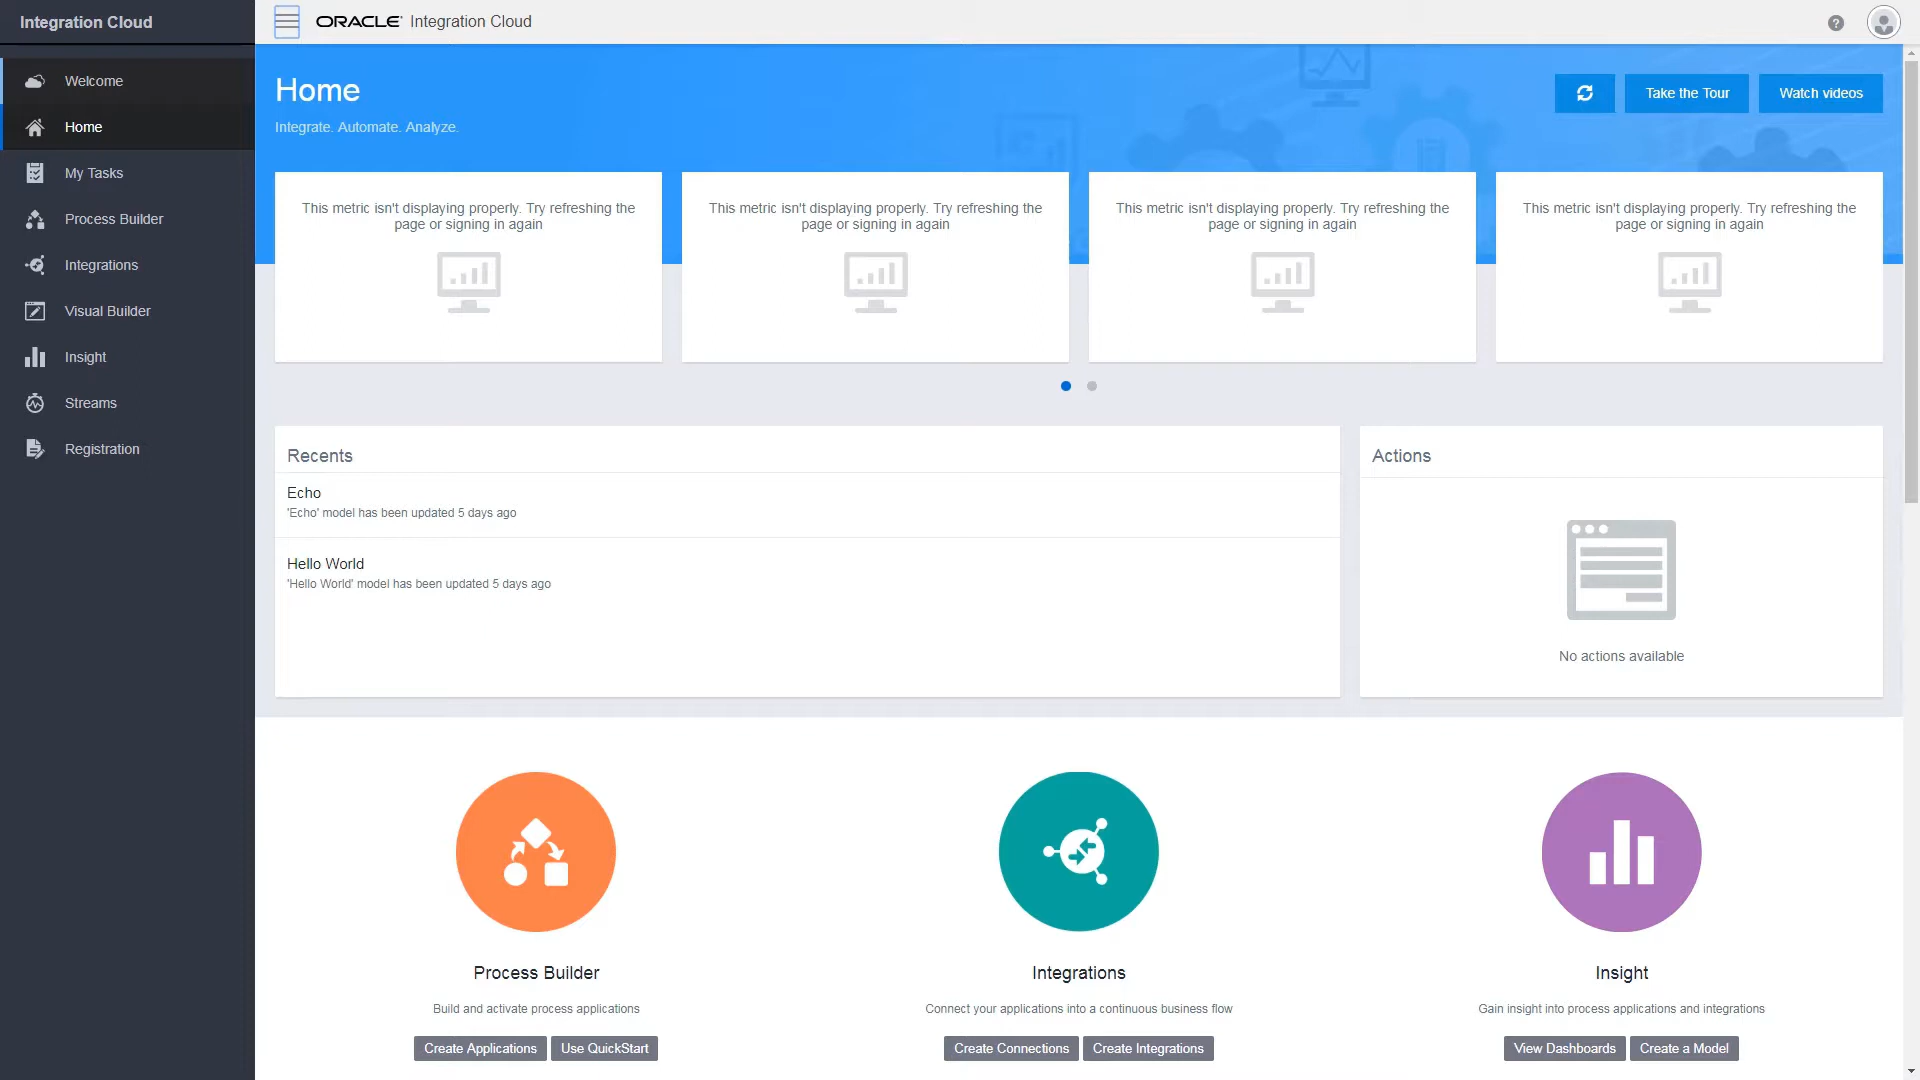 Integration Cloud
ORACLE Integration Cloud
?
Welcome
Home
My Tasks
Process Builder
Integrations
Visual Builder
Insight
Streams
Registration
Home
Integrate. Automate. Analyze.
Take the Tour
Watch videos
This metric isn't displaying properly. Try refreshing the
page or signing in again
This metric isn't displaying properly. Try refreshing the
page or signing in again
This metric isn't displaying properly. Try refreshing the
page or signing in again
This metric isn't displaying properly. Try refreshing the
page or signing in again
Recents
Echo
'Echo' model has been updated 5 days ago
Hello World
'Hello World' model has been updated 5 days ago
Actions
No actions available
Process Builder
Build and activate process applications
Create Applications
Use QuickStart
Integrations
Connect your applications into a continuous business flow
Create Connections
Create Integrations
Insight
Gain insight into process applications and integrations
View Dashboards
Create a Model